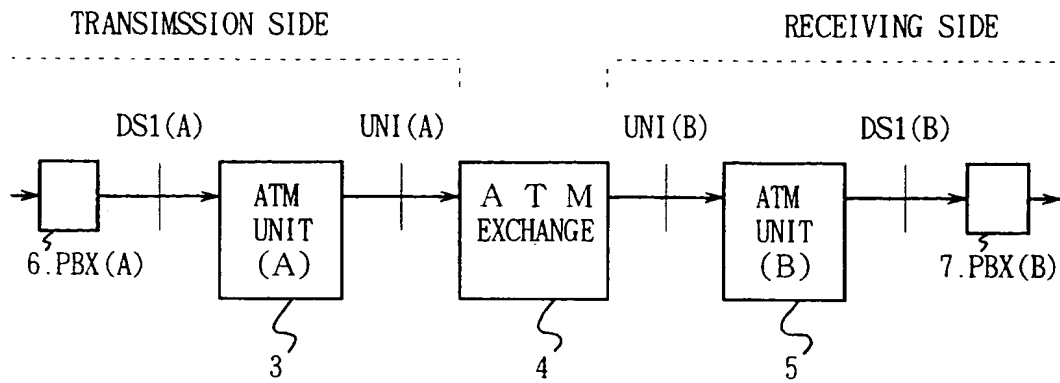 TRANSIMSSION SIDE
RECEIVING SIDE
DS1(A)
UNI(A)
UNI(B)
DS1(B)
ATM
UNIT
(A)
A T M
EXCHANGE
ATM
UNIT
(B)
6.PBX(A)
7.PBX(B)
3
4
5